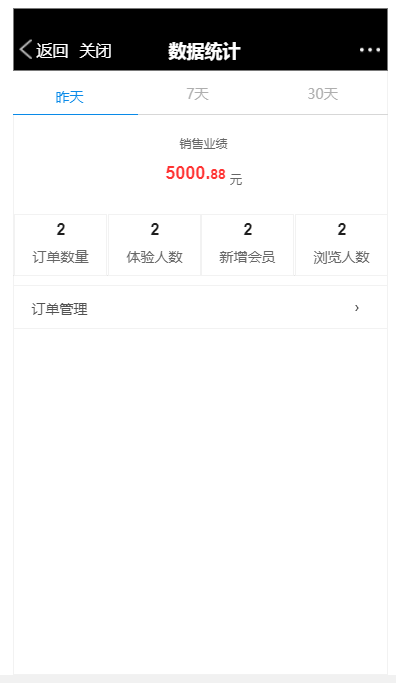 返回 关闭 数据统计
昨天 7天 30天
销售业绩
5000.88 元
2 2 2 2
订单数量 体验人数 新增会员 浏览人数
订单管理 ›